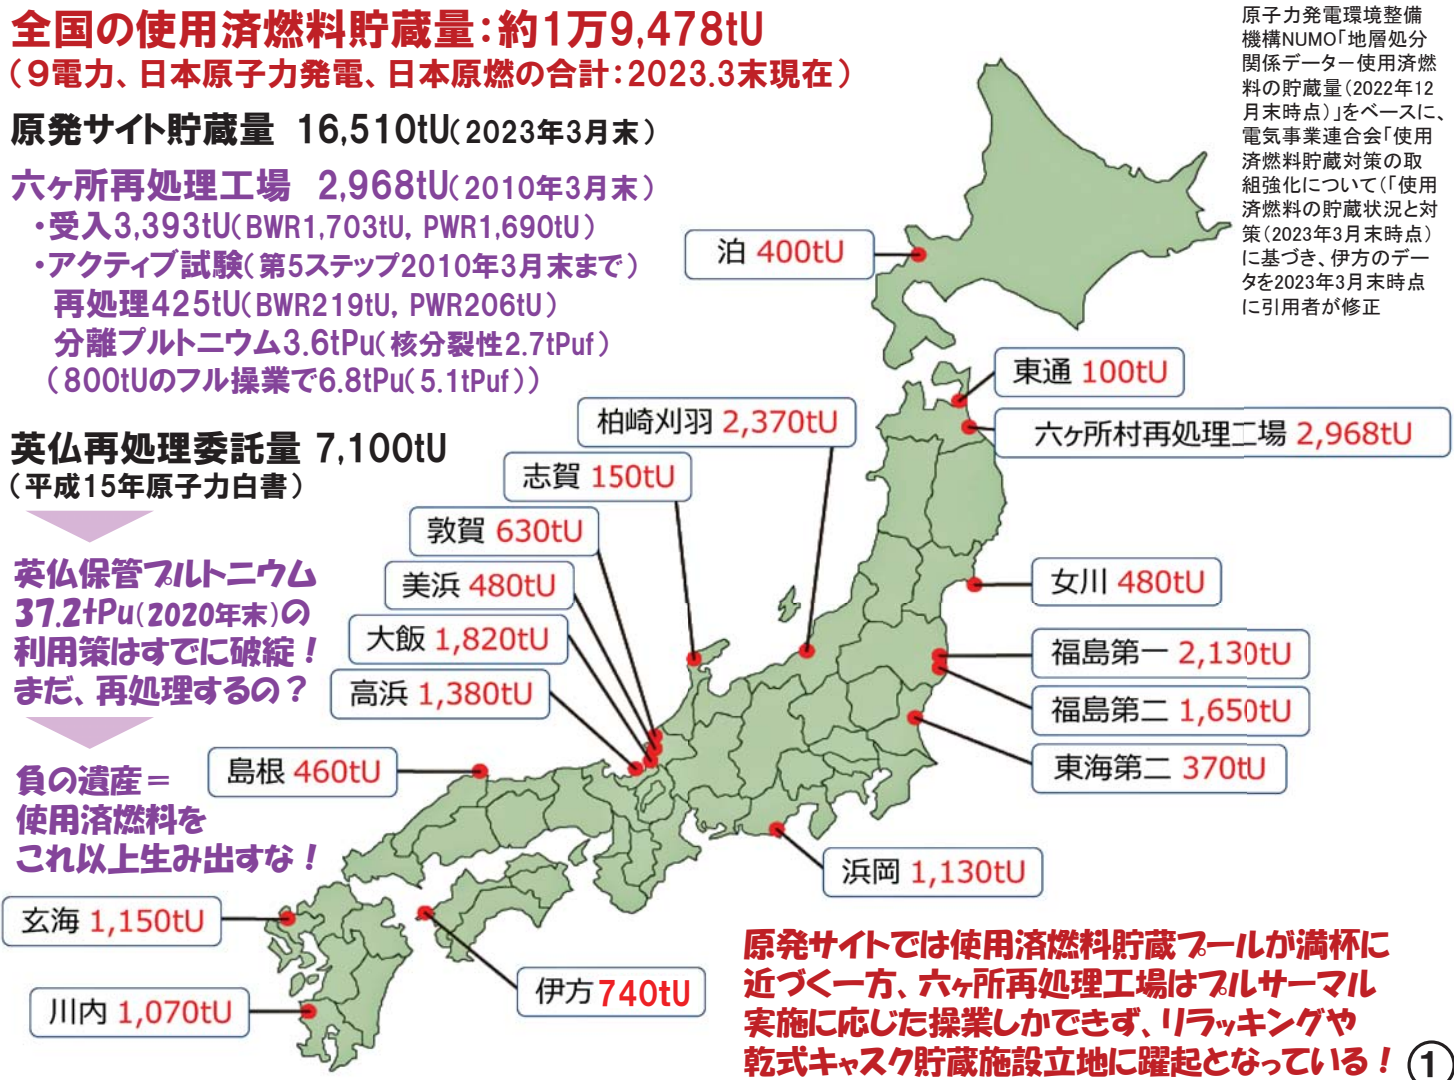 全国の使用済燃料貯蔵量：約1万9,478tU
（９電力、日本原子力発電、日本原燃の合計：2023.3末現在）
原発サイト貯蔵量 16,510tU（2023年3月末）
六ヶ所再処理工場 2,968tU（2010年3月末）
・受入3,393tU（BWR1,703tU, PWR1,690tU）
・アクティブ試験（第5ステップ2010年3月末まで）
再処理425tU（BWR219tU, PWR206tU）
分離プルトニウム3.6tPu（核分裂性2.7tPuf）
（800tUのフル操業で6.8tPu（5.1tPuf））
英仏再処理委託量 7,100tU
（平成15年原子力白書）
英仏保管プルトニウム
37.2tPu（2020年末）の
利用策はすでに破綻！
まだ、再処理するの？
負の遺産＝
使用済燃料を
これ以上生み出すな！
原子力発電環境整備
機構NUMO「地層処分
関係データー使用済燃
料の貯蔵量（2022年12
月末時点）」をベースに、
電気事業連合会「使用
済燃料貯蔵対策の取
組強化について（「使用
済燃料の貯蔵状況と対
策（2023年3月末時点）
に基づき、伊方のデー
タを2023年3月末時点
に引用者が修正
泊 400tU
東通 100tU
六ヶ所村再処理工場 2,968tU
柏崎刈羽 2,370tU
志賀 150tU
敦賀 630tU
美浜 480tU
大飯 1,820tU
高浜 1,380tU
島根 460tU
女川 480tU
福島第一 2,130tU
福島第二 1,650tU
東海第二 370tU
浜岡 1,130tU
玄海 1,150tU
伊方 740tU
川内 1,070tU
原発サイトでは使用済燃料貯蔵プールが満杯に
近づく一方、六ヶ所再処理工場はプルサーマル
実施に応じた操業しかできず、リラッキングや
乾式キャスク貯蔵施設立地に躍起となっている！
①